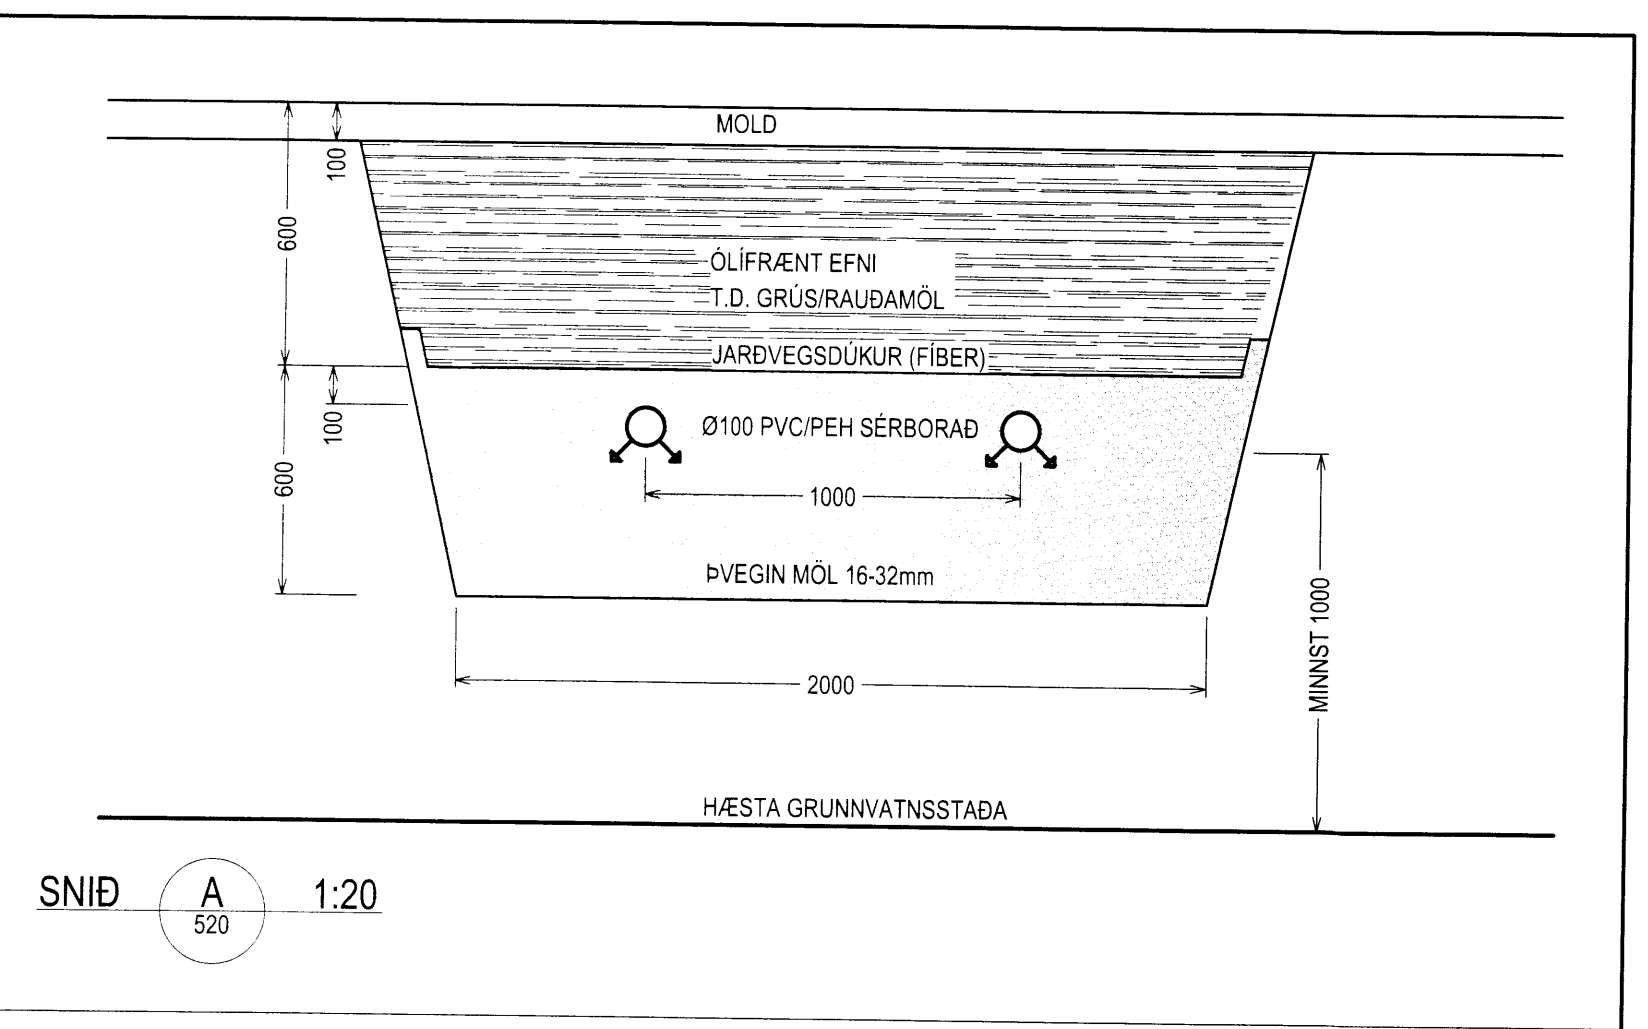 MOLD
100
600
ÓLÍFRÆNT EFNI
T.D. GRÚS/RAUÐAMÖL
JARÐVEGSDÚKUR (FÍBER)
100
Ø100 PVC/PEH SÉRBORAÐ
600
1000
ÞVEGIN MÖL 16-32mm
MINNST 1000
2000
HÆSTA GRUNNVATNSSTAÐA
SNIÐ A 1:20
520